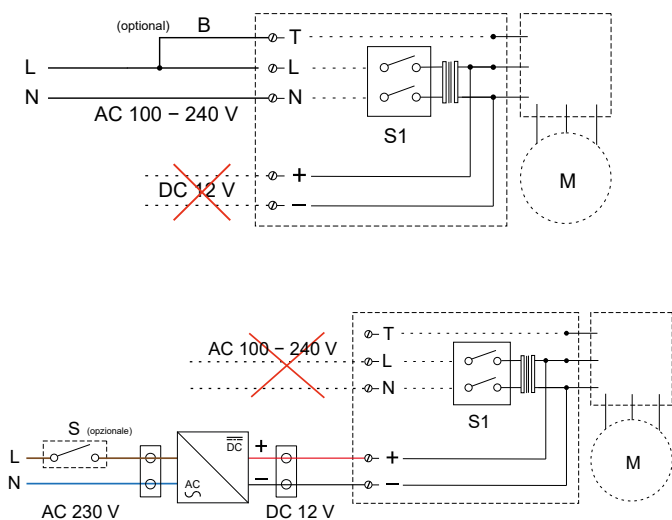 (optional) B
T
L L
N N
AC 100 – 240 V
S1
M
+
DC 12 V
–
T
AC 100 – 240 V L
N
S1
S (opzionale)
L + +
DC
M
N AC – –
AC 230 V DC 12 V